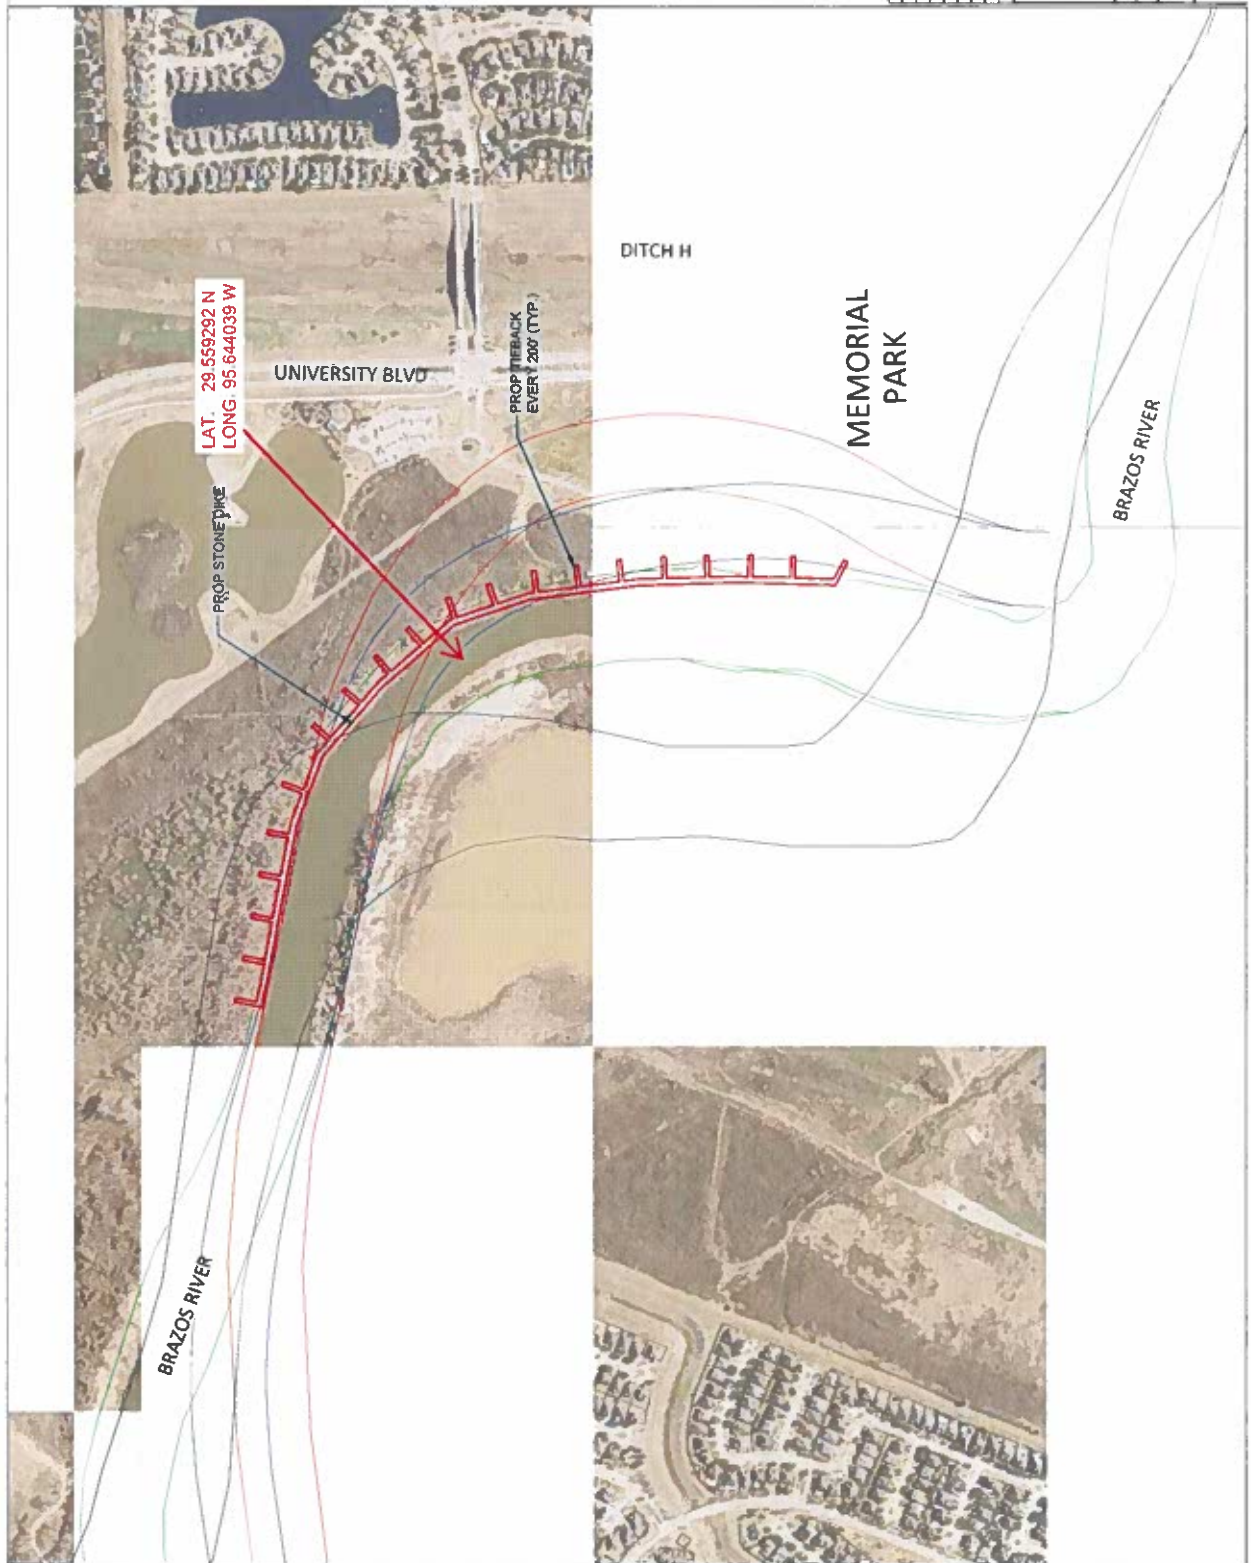 DITCH H
LAT. 29.559292 N
LONG. 95.644039 W
UNIVERSITY BLVD
PROP TIEBACK
EVERY 200' (TYP.)
MEMORIAL
PARK
BRAZOS RIVER
PROP STONE DIKE
BRAZOS RIVER